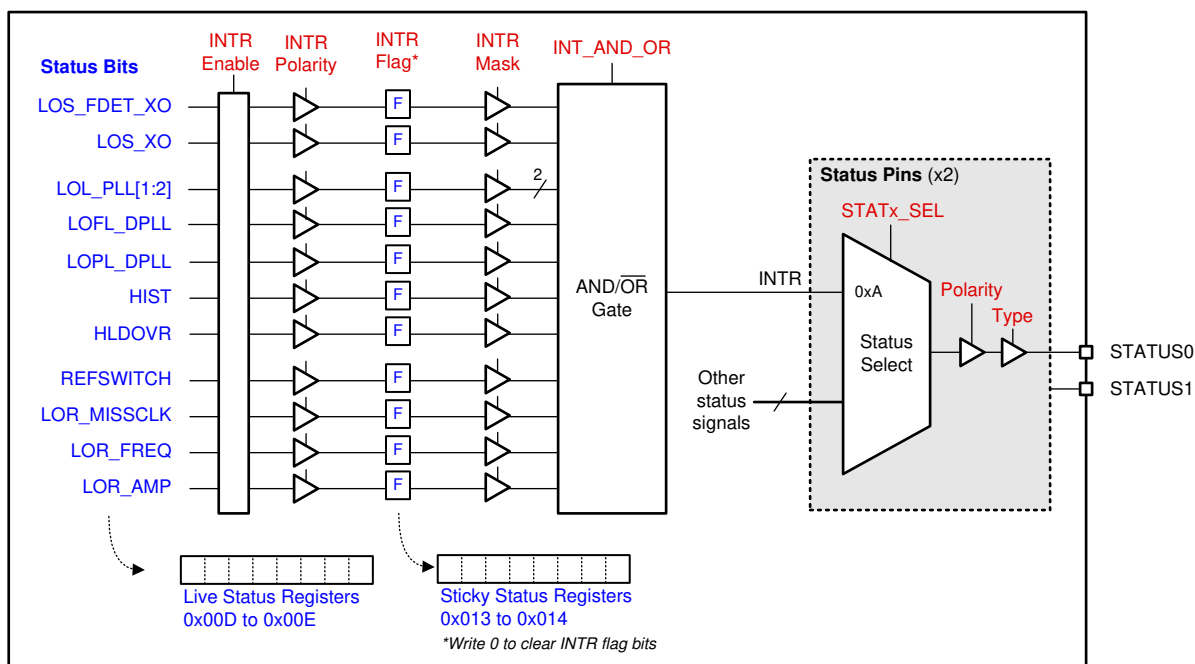 INTR
Enable
INTR
Polarity
INTR
Flag*
INTR
Mask
INT_AND_OR
Status Bits
LOS_FDET_XO
F
LOS_XO
F
LOL_PLL[1:2]
F
2
LOFL_DPLL
F
LOPL_DPLL
F
HIST
F
HLDOVR
F
REFSWITCH
F
LOR_MISSCLK
F
LOR_FREQ
F
LOR_AMP
F
AND/OR
Gate
INTR
Status Pins (x2)
STATx_SEL
0xA
Status
Select
Polarity
Type
Other
status
signals
STATUS0
STATUS1
Live Status Registers
0x00D to 0x00E
Sticky Status Registers
0x013 to 0x014
*Write 0 to clear INTR flag bits